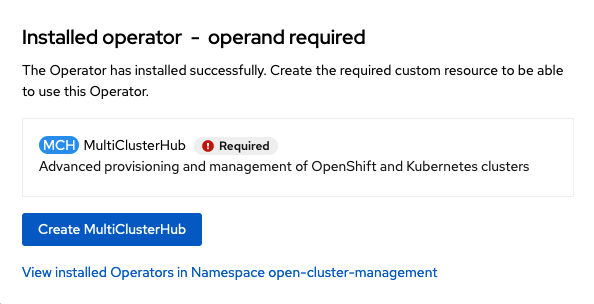 Installed operator - operand required
The Operator has installed successfully. Create the required custom resource to be able
to use this Operator.
MCH MultiClusterHub Required
Advanced provisioning and management of OpenShift and Kubernetes clusters
Create MultiClusterHub
View installed Operators in Namespace open-cluster-management